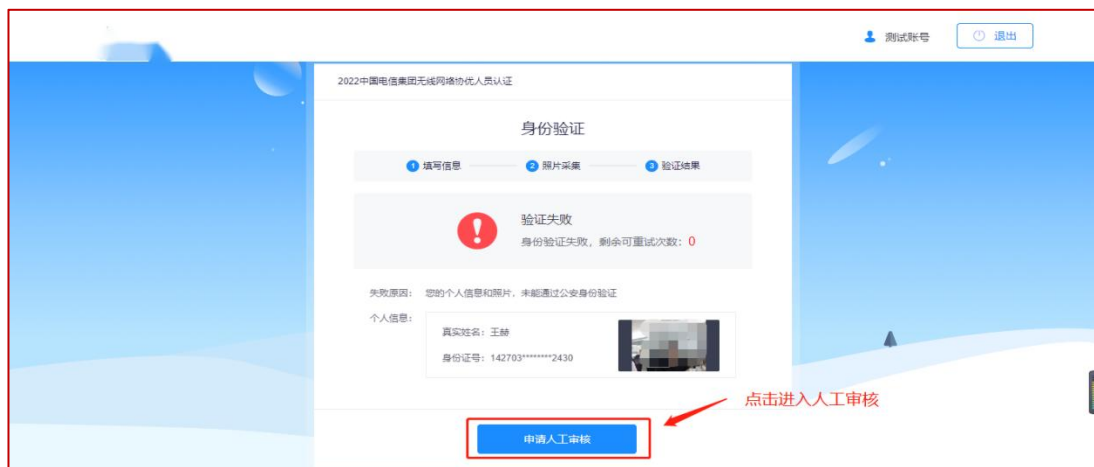 测试账号
退出
2022中国电信集团无线网络协优人员认证
身份验证
1 填写信息 2 照片采集 3 验证结果
验证失败
身份验证失败，剩余可重试次数：0
失败原因： 您的个人信息和照片，未能通过公安身份验证
个人信息：
真实姓名：王赫
身份证号：142703********2430
点击进入人工审核
申请人工审核